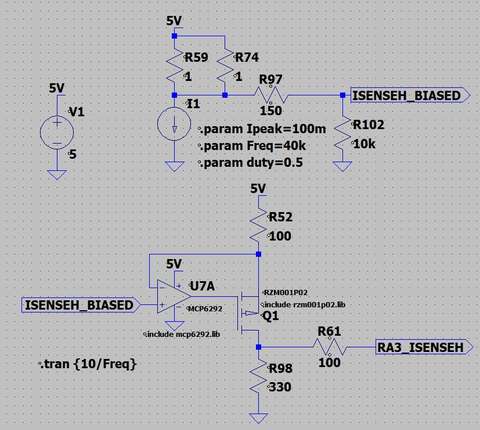 5V
R59
1
R74
1
R97
150
ISENSEH_BIASED
5V
V1
5
I1
R102
10k
.param Ipeak=100m
.param Freq=40k
.param duty=0.5
5V
R52
100
5V
U7A
MCP6292
ISENSEH_BIASED
.include mcp6292.lib
RZM001P02
.include rzm001p02.lib
Q1
R61
100
RA3_ISENSEH
R98
330
.tran {10/Freq}